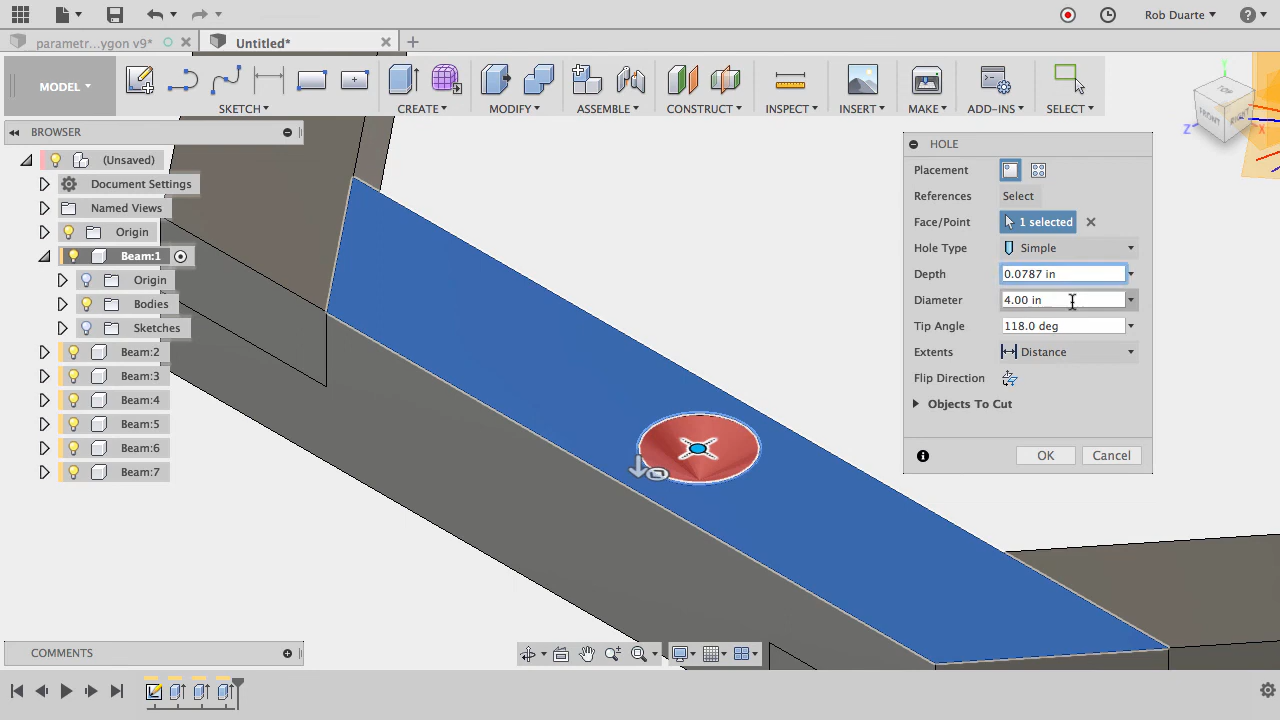 Rob Duarte
parametr...ygon v9*
Untitled*
MODEL
SKETCH
CREATE
MODIFY
ASSEMBLE
CONSTRUCT
INSPECT
INSERT
MAKE
ADD-INS
SELECT
TOP
FRONT
RIGHT
Y
Z
X
BROWSER
(Unsaved)
Document Settings
Named Views
Origin
Beam:1
Origin
Bodies
Sketches
Beam:2
Beam:3
Beam:4
Beam:5
Beam:6
Beam:7
HOLE
Placement
References Select
Face/Point 1 selected
Hole Type Simple
Depth 0.0787 in
Diameter 4.00 in
Tip Angle 118.0 deg
Extents Distance
Flip Direction
Objects To Cut
OK Cancel
COMMENTS